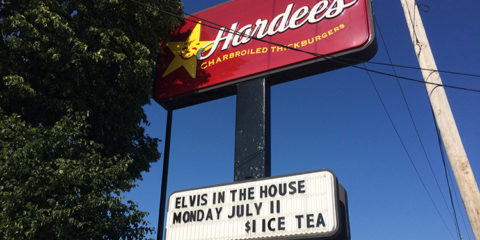 Hardee's
CHARBROILED THICKBURGERS
ELVIS IN THE HOUSE
MONDAY JULY 11
$1 ICE TEA